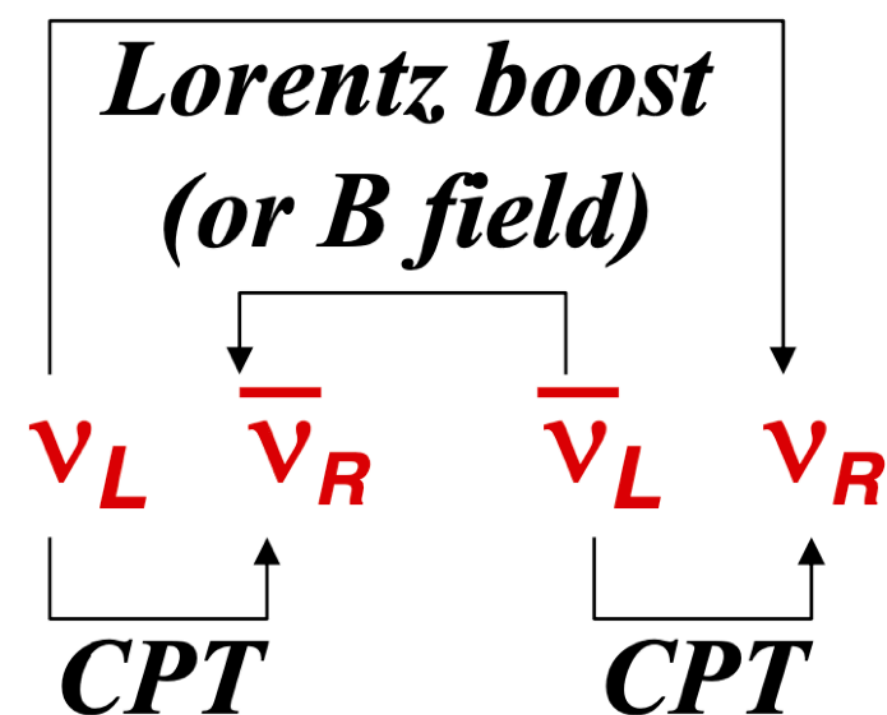 Lorentz boost
(or B field)
ν_L ν̅_R ν̅_L ν_R
CPT CPT